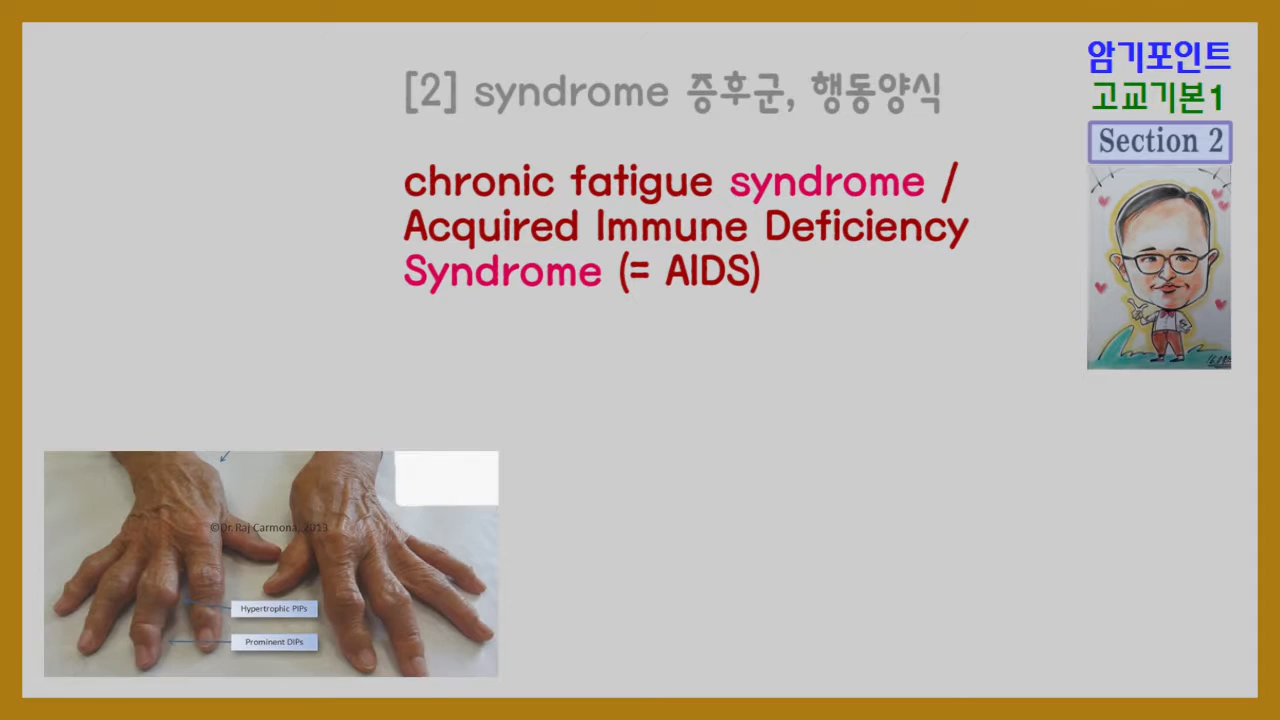 [2] syndrome 증후군, 행동양식
암기포인트
고교기본1
Section 2
chronic fatigue syndrome /
Acquired Immune Deficiency
Syndrome (= AIDS)
©Dr. Raj Carmona, 2013
Hypertrophic PIPs
Prominent DIPs